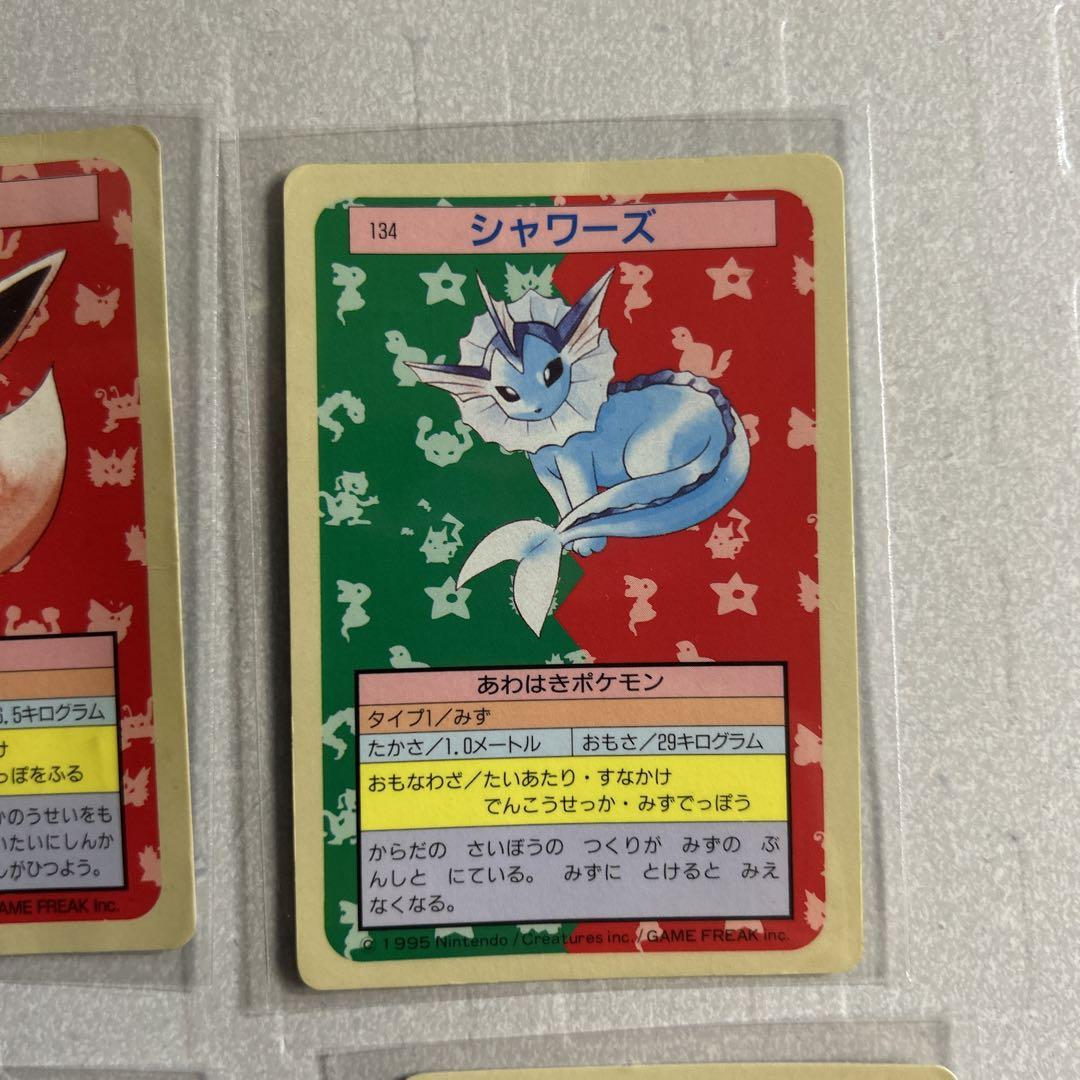 6.5キログラム
っぽをふる
かのうせいをも
いたいにしんか
がひつよう。
GAME FREAK inc.
134 シャワーズ
あわはきポケモン
タイプ1/みず
たかさ/1.0メートル おもさ/29キログラム
おもなわざ/たいあたり・すなかけ
でんこうせっか・みずでっぽう
からだの さいぼうの つくりが みずの ぶ
んしと にている。 みずに とけると みえ
なくなる。
© 1995 Nintendo/Creatures inc./GAME FREAK inc.